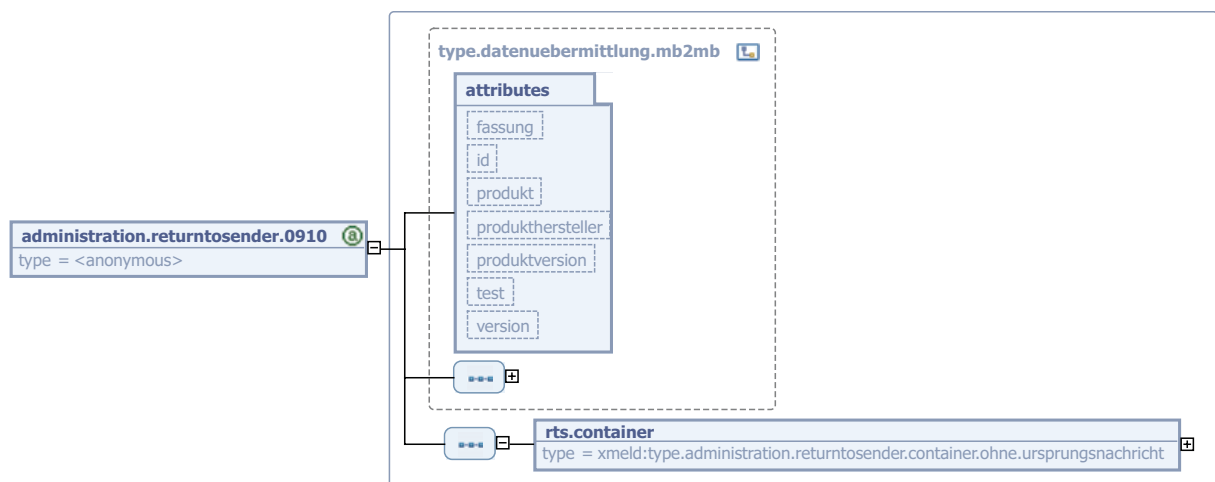 type.datenuebermittlung.mb2mb
attributes
fassung
id
produkt
produkthersteller
produktversion
test
version
administration.returntosender.0910
type = <anonymous>
rts.container
type = xmeld:type.administration.returntosender.container.ohne.ursprungsnachricht